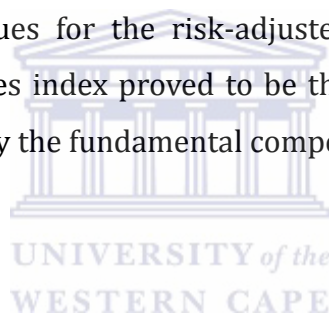 ues for the risk-adjuste
es index proved to be th
y the fundamental compo
UNIVERSITY of the
WESTERN CAPE